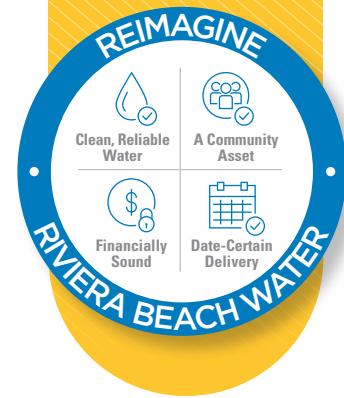 REIMAGINE
Clean, Reliable
Water
A Community
Asset
$
Financially
Sound
Date-Certain
Delivery
RIVIERA BEACH WATER